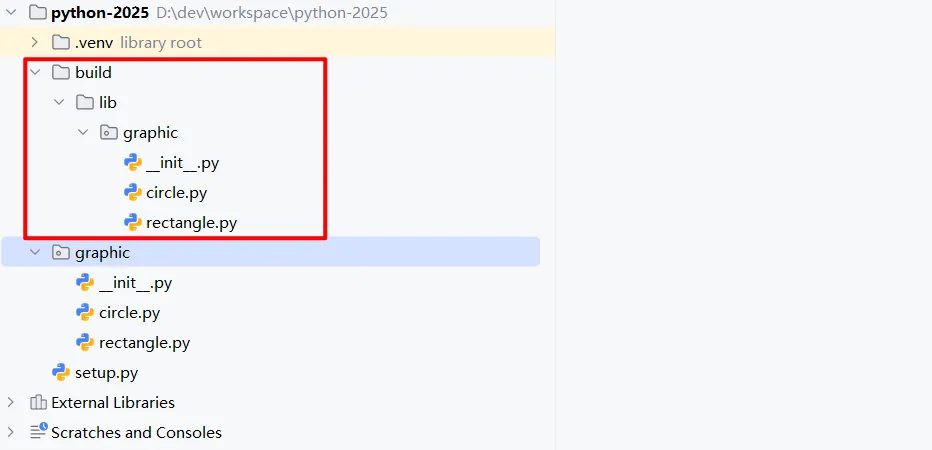 python-2025 D:\dev\workspace\python-2025
.venv library root
build
lib
graphic
__init__.py
circle.py
rectangle.py
graphic
__init__.py
circle.py
rectangle.py
setup.py
External Libraries
Scratches and Consoles